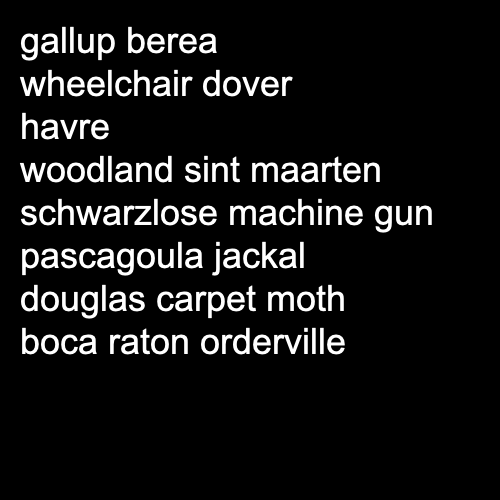 gallup berea
wheelchair dover
havre
woodland sint maarten
schwarzlose machine gun
pascagoula jackal
douglas carpet moth
boca raton orderville